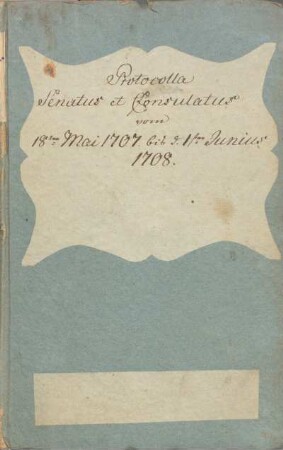 Protocolla
Senatus et Consulatus
vom
18ten Mai 1707 bis d. 1ten Junius
1708.